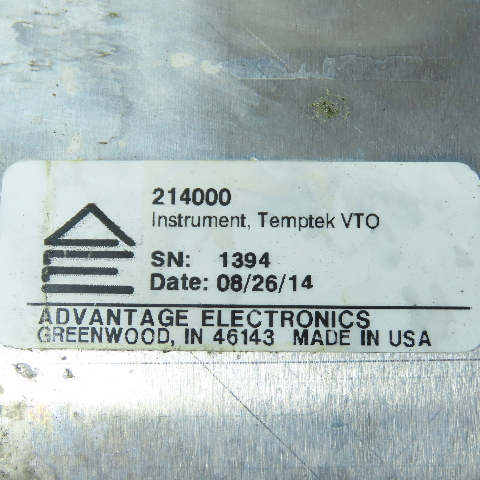 214000
Instrument, Temptek VTO
SN: 1394
Date: 08/26/14
ADVANTAGE ELECTRONICS
GREENWOOD, IN 46143 MADE IN USA